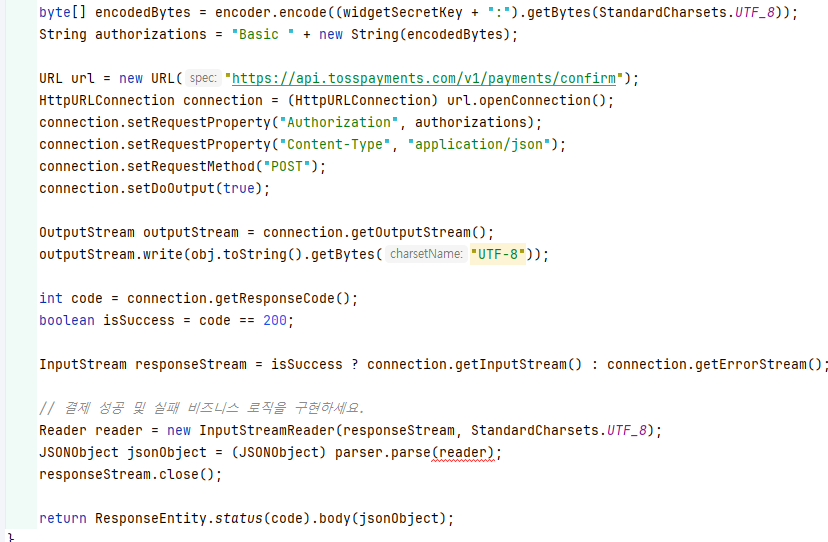 byte[] encodedBytes = encoder.encode((widgetSecretKey + ":").getBytes(StandardCharsets.UTF_8));
String authorizations = "Basic " + new String(encodedBytes);
URL url = new URL( spec: "https://api.tosspayments.com/v1/payments/confirm");
HttpURLConnection connection = (HttpURLConnection) url.openConnection();
connection.setRequestProperty("Authorization", authorizations);
connection.setRequestProperty("Content-Type", "application/json");
connection.setRequestMethod("POST");
connection.setDoOutput(true);
OutputStream outputStream = connection.getOutputStream();
outputStream.write(obj.toString().getBytes( charsetName: "UTF-8"));
int code = connection.getResponseCode();
boolean isSuccess = code == 200;
InputStream responseStream = isSuccess ? connection.getInputStream() : connection.getErrorStream();
// 결제 성공 및 실패 비즈니스 로직을 구현하세요.
Reader reader = new InputStreamReader(responseStream, StandardCharsets.UTF_8);
JSONObject jsonObject = (JSONObject) parser.parse(reader);
responseStream.close();
return ResponseEntity.status(code).body(jsonObject);
}